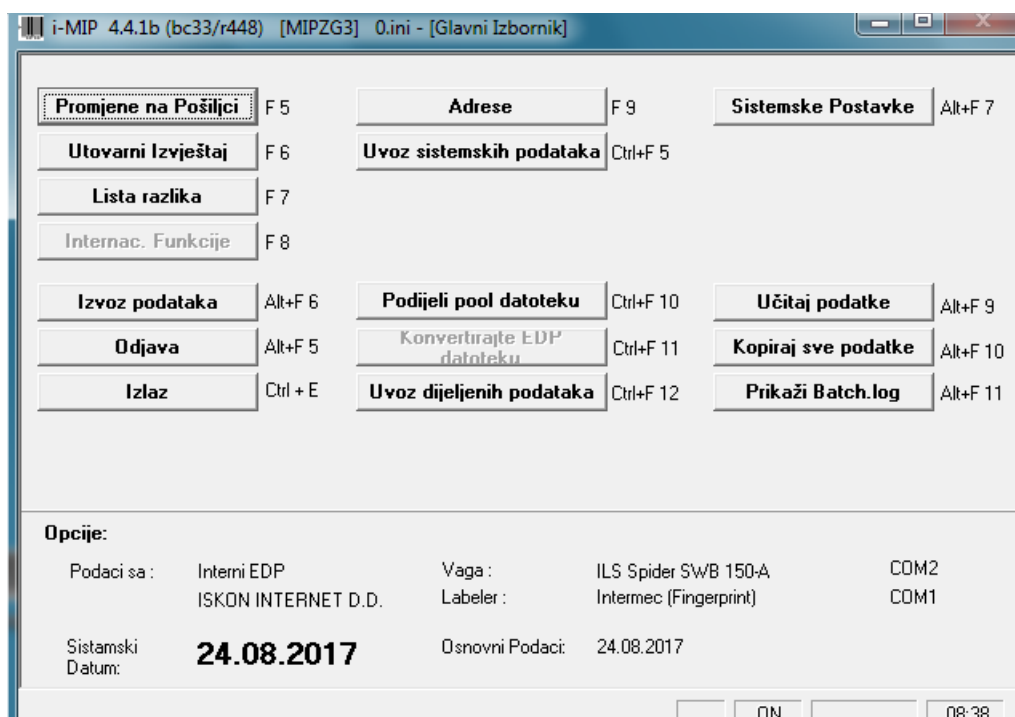 i-MIP 4.4.1b (bc33/r448) [MIPZG3] 0.ini - [Glavni Izbornik]
Promjene na Pošiljci F 5 Adrese F 9 Sistemske Postavke Alt+F 7
Utovarni Izvještaj F 6 Uvoz sistemskih podataka Ctrl+F 5
Lista razlika F 7
Internac. Funkcije F 8
Izvoz podataka Alt+F 6 Podijeli pool datoteku Ctrl+F 10 Učitaj podatke Alt+F 9
Odjava Alt+F 5 Konvertirajte EDP datoteku Ctrl+F 11 Kopiraj sve podatke Alt+F 10
Izlaz Ctrl + E Uvoz dijeljenih podataka Ctrl+F 12 Prikaži Batch.log Alt+F 11
Opcije:
Podaci sa : Interni EDP Vaga : ILS Spider SWB 150-A COM2
ISKON INTERNET D.D. Labeler : Intermec (Fingerprint) COM1
Sistamski Datum: 24.08.2017 Osnovni Podaci: 24.08.2017
ON 08:38